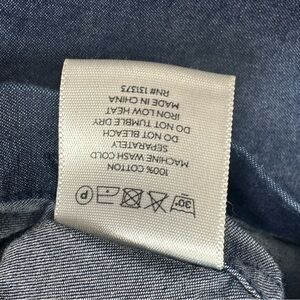 30°
P
100% COTTON
MACHINE WASH COLD
SEPARATELY
DO NOT BLEACH
DO NOT TUMBLE DRY
IRON LOW HEAT
MADE IN CHINA
RN# 131373